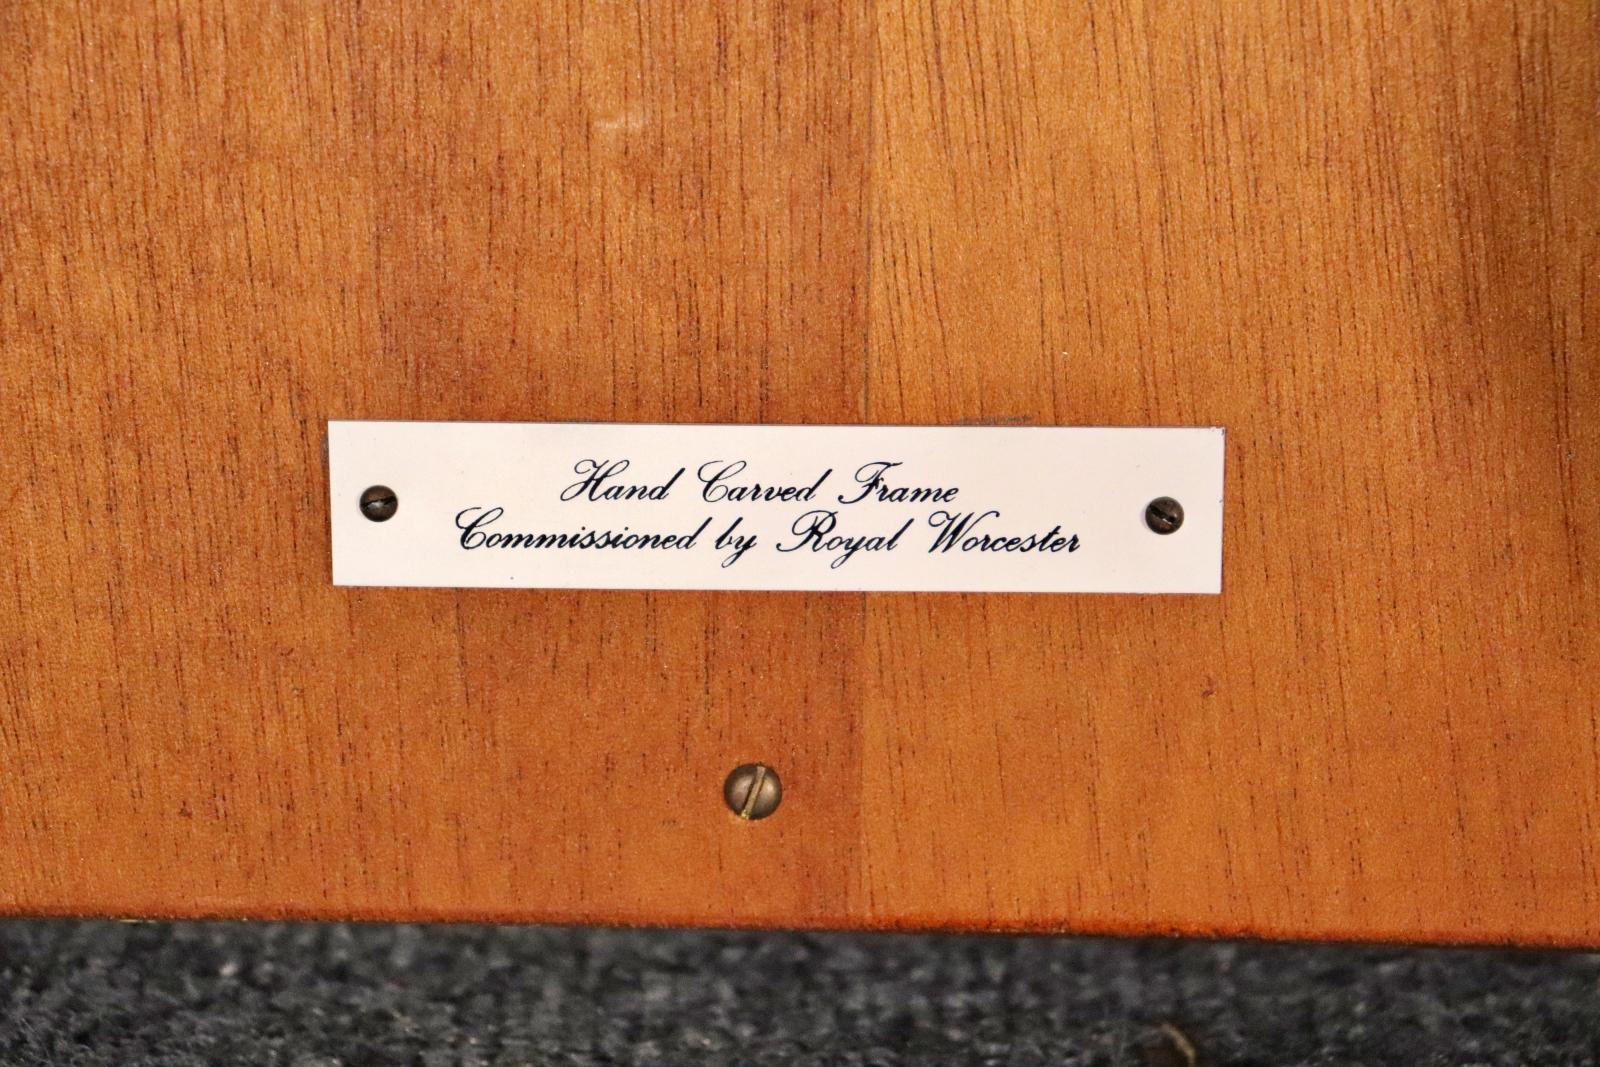 Hand Carved Frame
Commissioned by Royal Worcester